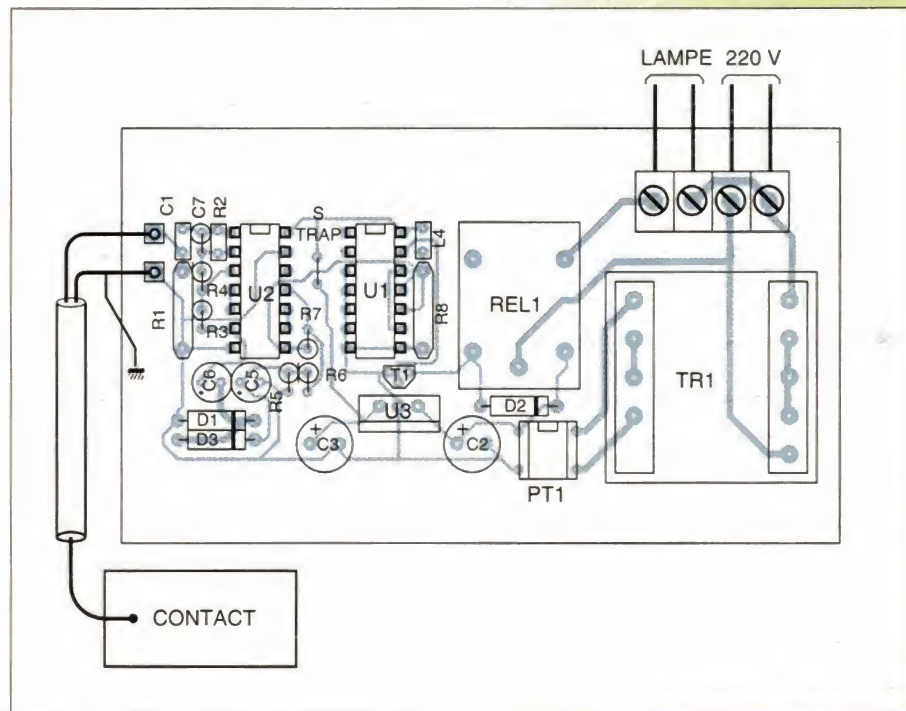 LAMPE 220 V
C1
C7
R2
S
TRAP
L4
U2
U1
R4
R1
R3
R7
R8
REL1
TR1
C6
C5
R5
R6
T1
U3
D1
D3
D2
+
C3
+
C2
PT1
CONTACT